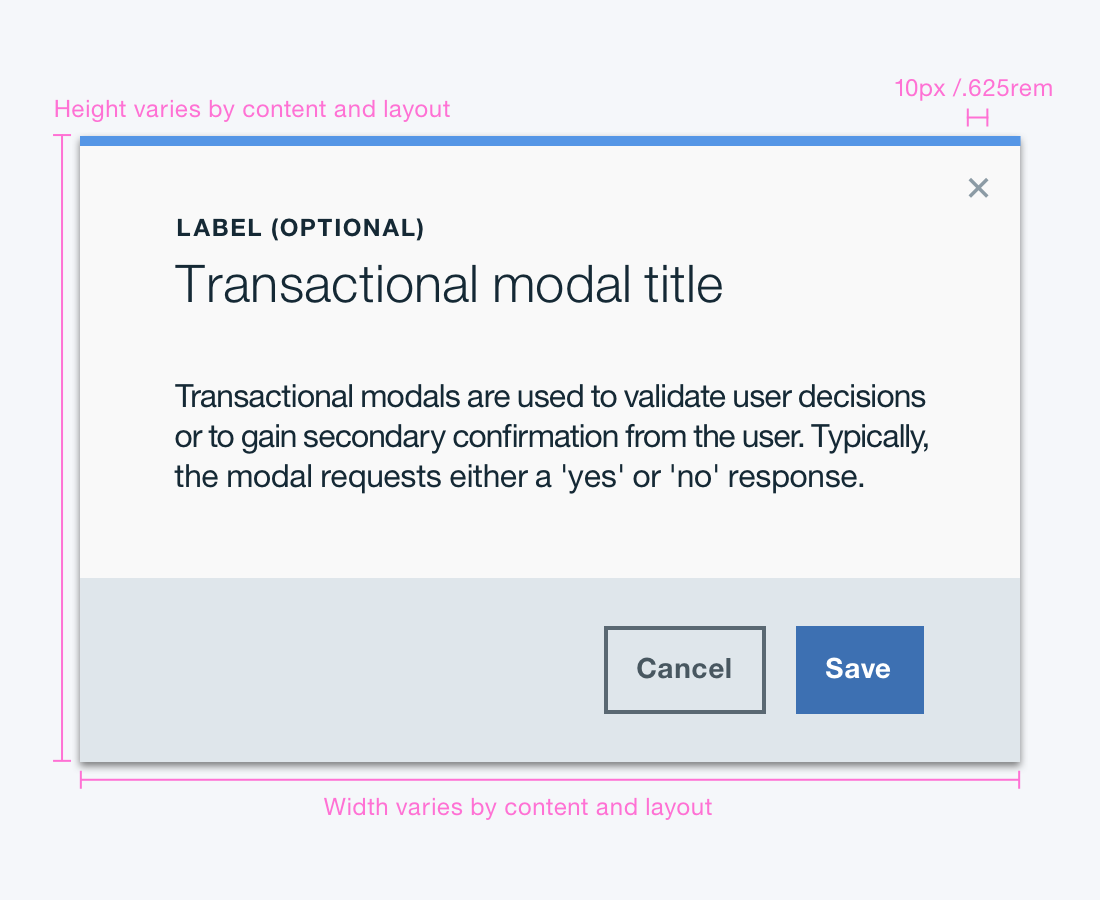 10px /.625rem
Height varies by content and layout
LABEL (OPTIONAL)
Transactional modal title
Transactional modals are used to validate user decisions
or to gain secondary confirmation from the user. Typically,
the modal requests either a 'yes' or 'no' response.
Cancel
Save
Width varies by content and layout